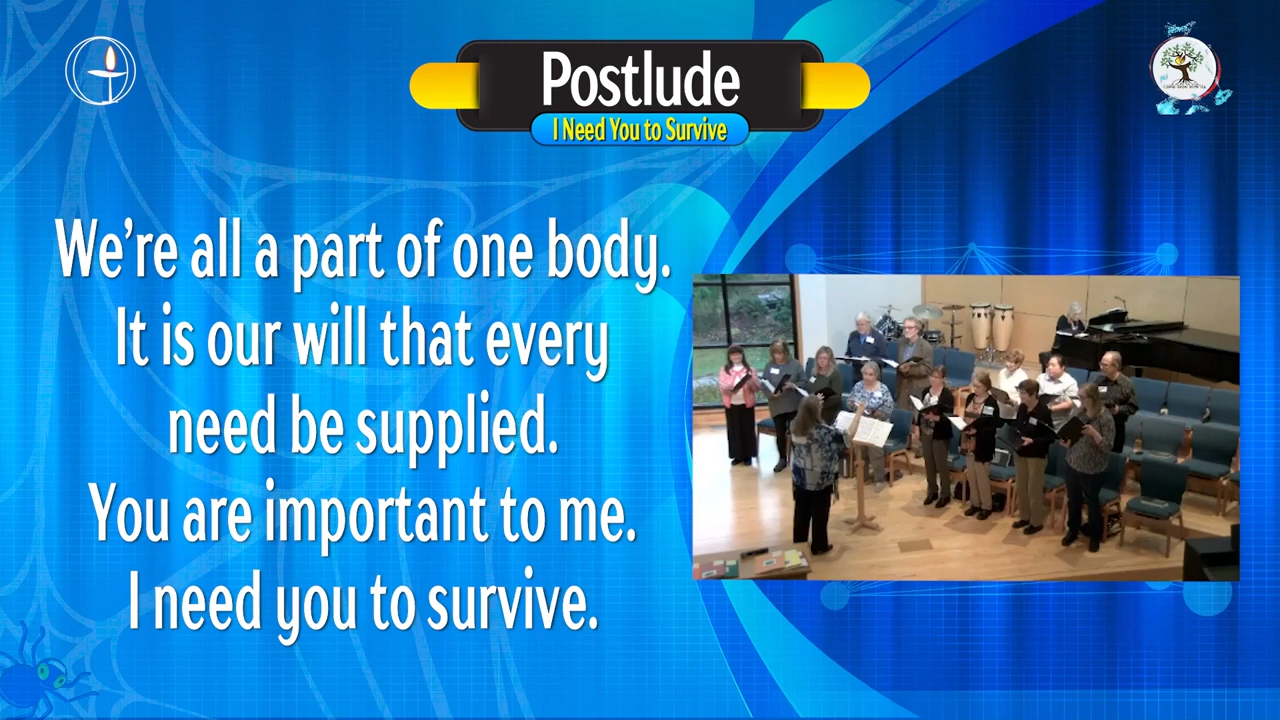 Postlude
I Need You to Survive
We're all a part of one body.
It is our will that every
need be supplied.
You are important to me.
I need you to survive.